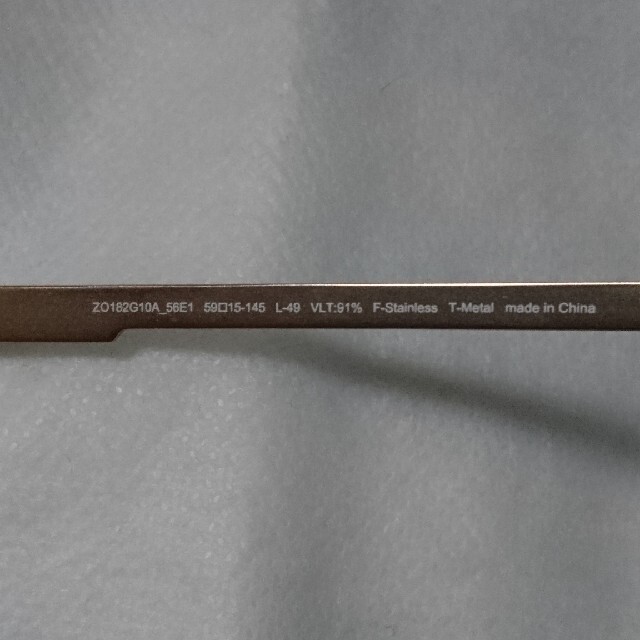 ZO182G10A_56E1 59□15-145 L-49 VLT:91% F-Stainless T-Metal made in China